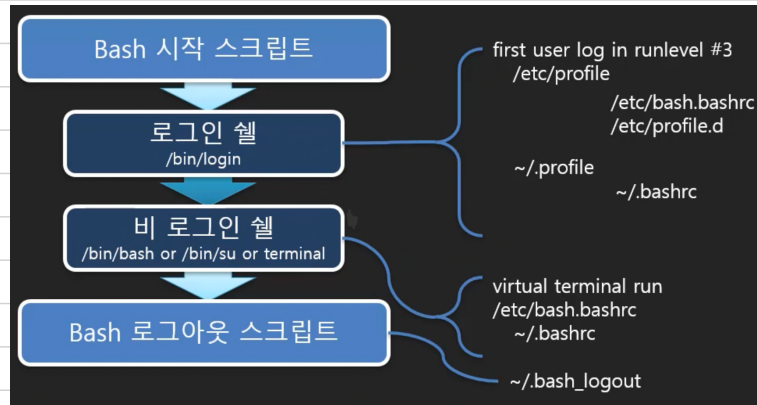 Bash 시작 스크립트
로그인 쉘
/bin/login
비 로그인 쉘
/bin/bash or /bin/su or terminal
Bash 로그아웃 스크립트
first user log in runlevel #3
/etc/profile
/etc/bash.bashrc
/etc/profile.d
~/.profile
~/.bashrc
virtual terminal run
/etc/bash.bashrc
~/.bashrc
~/.bash_logout